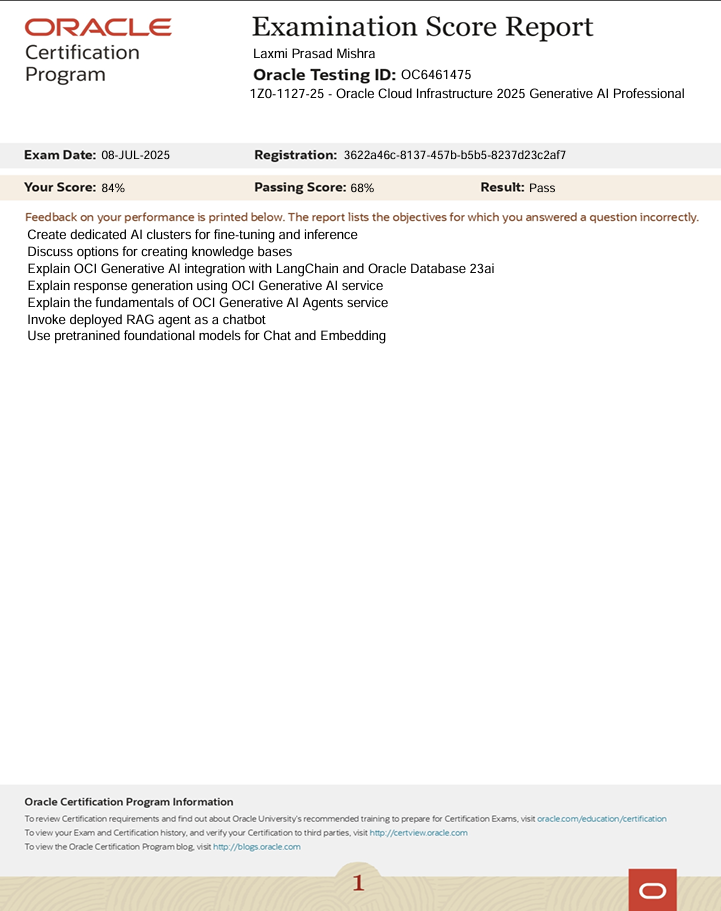 ORACLE
Certification
Program
Examination Score Report
Laxmi Prasad Mishra
Oracle Testing ID: OC6461475
1Z0-1127-25 - Oracle Cloud Infrastructure 2025 Generative AI Professional
Exam Date: 08-JUL-2025 Registration: 3622a46c-8137-457b-b5b5-8237d23c2af7
Your Score: 84% Passing Score: 68% Result: Pass
Feedback on your performance is printed below. The report lists the objectives for which you answered a question incorrectly.
Create dedicated AI clusters for fine-tuning and inference
Discuss options for creating knowledge bases
Explain OCI Generative AI integration with LangChain and Oracle Database 23ai
Explain response generation using OCI Generative AI service
Explain the fundamentals of OCI Generative AI Agents service
Invoke deployed RAG agent as a chatbot
Use pretranined foundational models for Chat and Embedding
Oracle Certification Program Information
To review Certification requirements and find out about Oracle University's recommended training to prepare for Certification Exams, visit oracle.com/education/certification
To view your Exam and Certification history, and verify your Certification to third parties, visit http://certview.oracle.com
To view the Oracle Certification Program blog, visit http://blogs.oracle.com
1